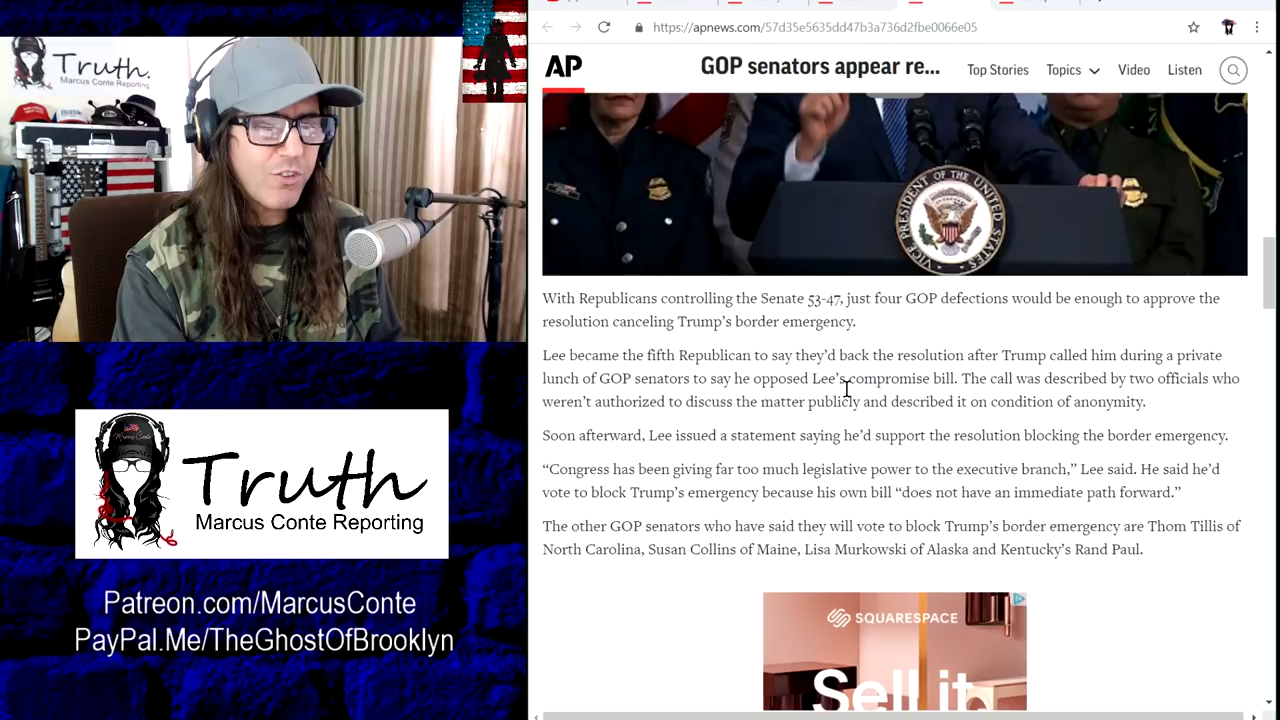 Truth.
Marcus Conte Reporting
Truth
Marcus Conte Reporting
Patreon.com/MarcusConte
PayPal.Me/TheGhostOfBrooklyn
https://apnews.com/57d35e5635dd47b3a736d2fbe0066e05
AP
GOP senators appear re...
Top Stories
Topics
Video
Listen
VICE PRESIDENT OF THE UNITED STATES
With Republicans controlling the Senate 53-47, just four GOP defections would be enough to approve the
resolution canceling Trump’s border emergency.
Lee became the fifth Republican to say they’d back the resolution after Trump called him during a private
lunch of GOP senators to say he opposed Lee’s compromise bill. The call was described by two officials who
weren’t authorized to discuss the matter publicly and described it on condition of anonymity.
Soon afterward, Lee issued a statement saying he’d support the resolution blocking the border emergency.
“Congress has been giving far too much legislative power to the executive branch,” Lee said. He said he’d
vote to block Trump’s emergency because his own bill “does not have an immediate path forward.”
The other GOP senators who have said they will vote to block Trump’s border emergency are Thom Tillis of
North Carolina, Susan Collins of Maine, Lisa Murkowski of Alaska and Kentucky’s Rand Paul.
SQUARESPACE
Sell it